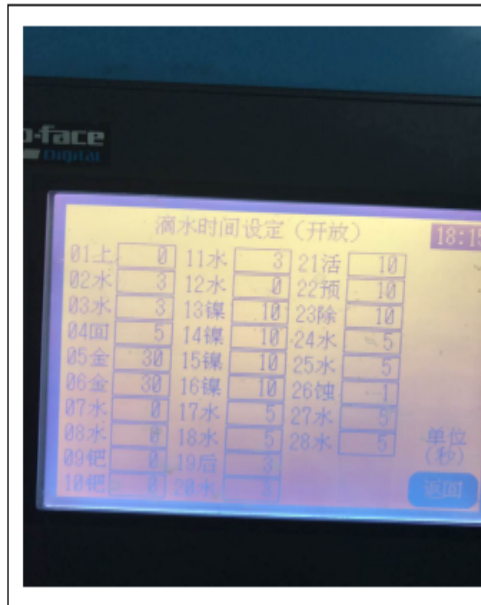 o-face
Digital
滴水时间设定（开放）
18:15
01上 0 11水 3 21活 10
02水 3 12水 0 22预 10
03水 3 13镍 10 23除 10
04回 5 14镍 10 24水 5
05金 30 15镍 10 25水 5
06金 30 16镍 10 26蚀 1
07水 0 17水 5 27水 5
08水 0 18水 5 28水 5
单位
09钯 0 19后 3
（秒）
10钯 0 20水 3
返回